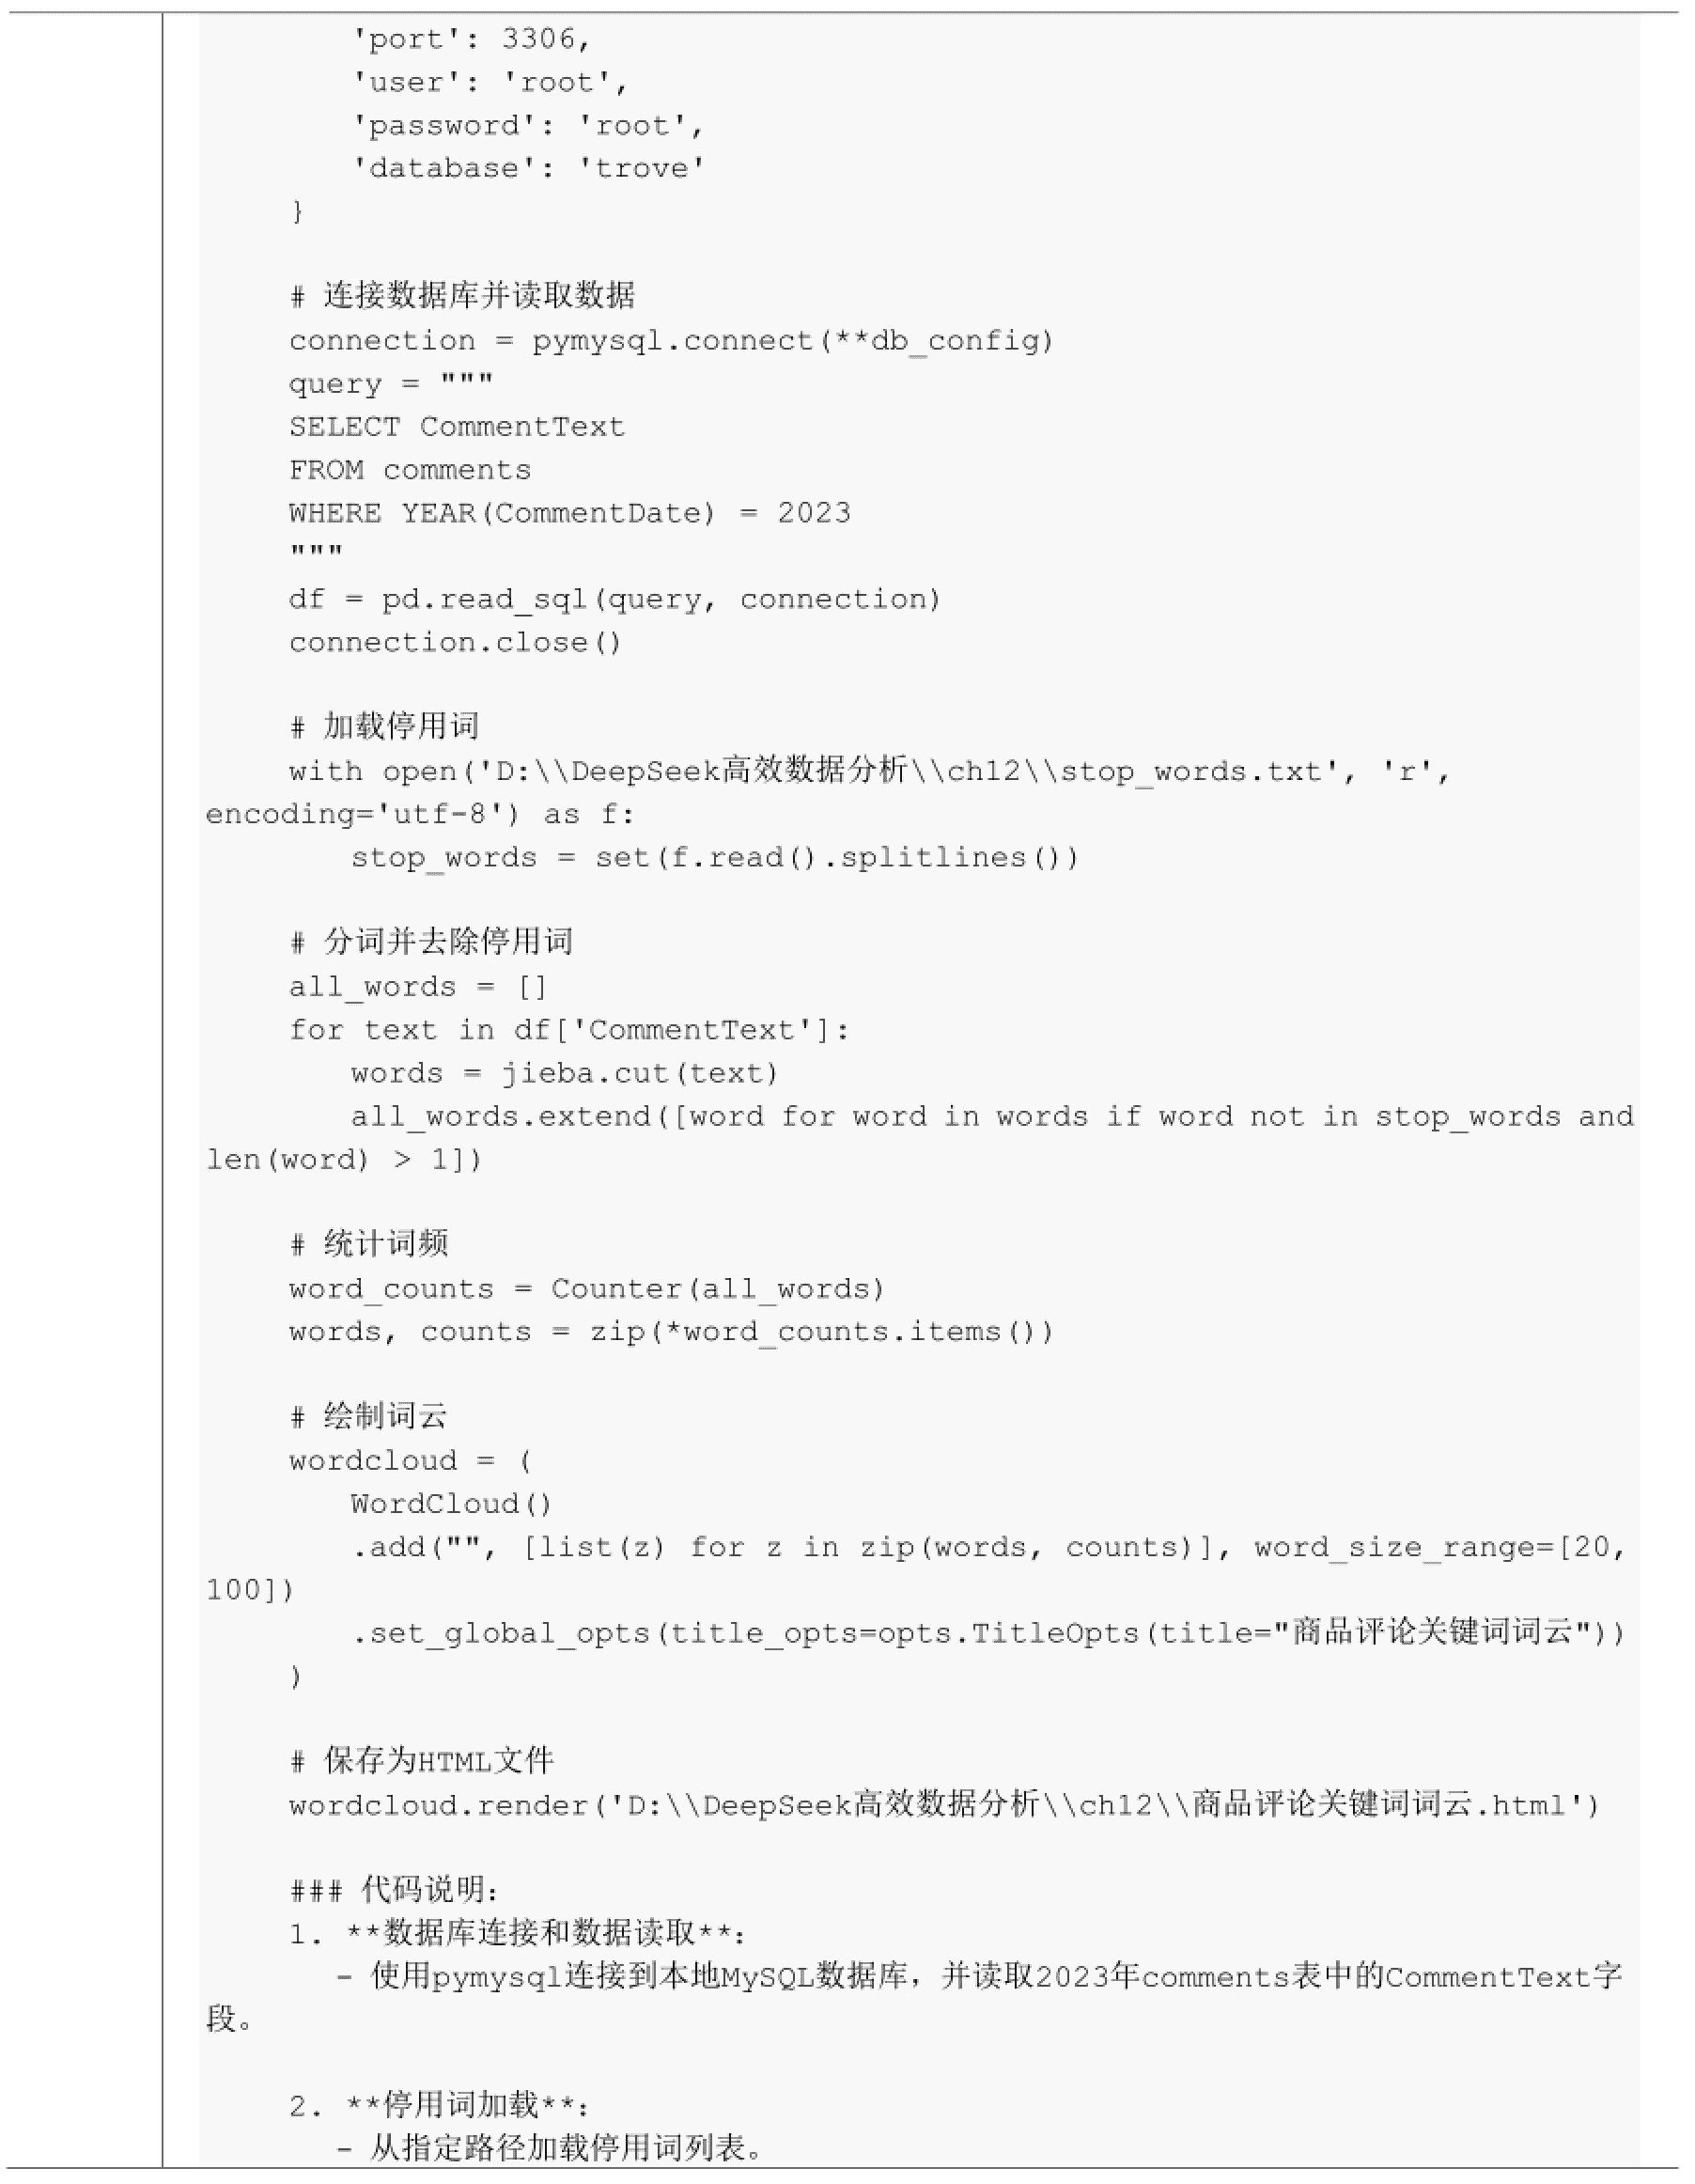 'port': 3306,
'user': 'root',
'password': 'root',
'database': 'trove'
}
# 连接数据库并读取数据
connection = pymysql.connect(**db_config)
query = """
SELECT CommentText
FROM comments
WHERE YEAR(CommentDate) = 2023
"""
df = pd.read_sql(query, connection)
connection.close()
# 加载停用词
with open('D:\\DeepSeek高效数据分析\\ch12\\stop_words.txt', 'r',
encoding='utf-8') as f:
stop_words = set(f.read().splitlines())
# 分词并去除停用词
all_words = []
for text in df['CommentText']:
words = jieba.cut(text)
all_words.extend([word for word in words if word not in stop_words and
len(word) > 1])
# 统计词频
word_counts = Counter(all_words)
words, counts = zip(*word_counts.items())
# 绘制词云
wordcloud = (
WordCloud()
.add("", [list(z) for z in zip(words, counts)], word_size_range=[20,
100])
.set_global_opts(title_opts=opts.TitleOpts(title="商品评论关键词词云"))
)
# 保存为HTML文件
wordcloud.render('D:\\DeepSeek高效数据分析\\ch12\\商品评论关键词词云.html')
### 代码说明：
1. **数据库连接和数据读取**：
- 使用pymysql连接到本地MySQL数据库，并读取2023年comments表中的CommentText字
段。
2. **停用词加载**：
- 从指定路径加载停用词列表。